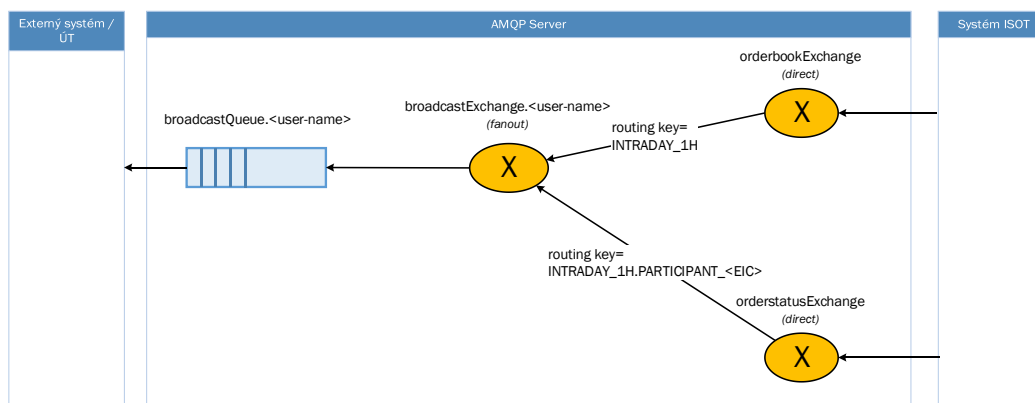 Externý systém /
ÚT
AMQP Server
Systém ISOT
orderbookExchange
(direct)
X
broadcastExchange.<user-name>
(fanout)
X
broadcastQueue.<user-name>
routing key=
INTRADAY_1H
routing key=
INTRADAY_1H.PARTICIPANT_<EIC>
orderstatusExchange
(direct)
X